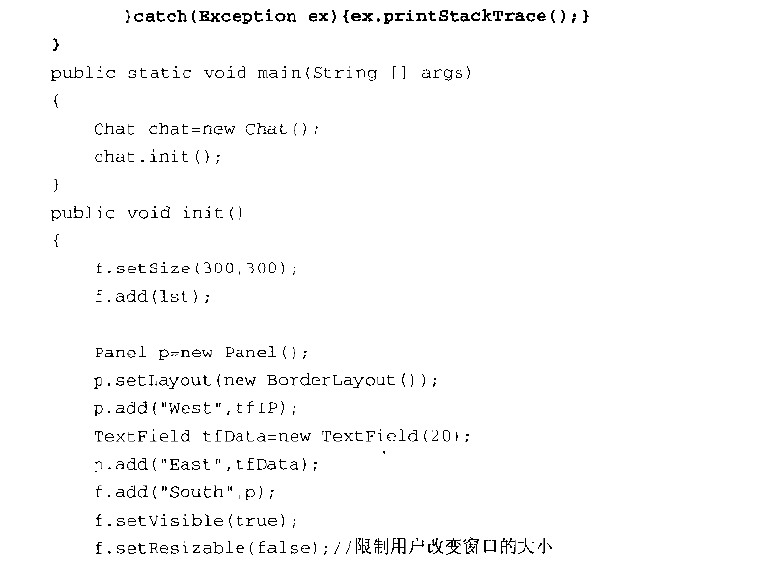 }catch(Exception ex){ex.printStackTrace();}
}
public static void main(String [] args)
{
Chat chat=new Chat();
chat.init();
}
public void init()
{
f.setSize(300,300);
f.add(lst);
Panel p=new Panel();
p.setLayout(new BorderLayout());
p.add("West",tfIP);
TextField tfData=new TextField(20);
p.add("East",tfData);
f.add("South",p);
f.setVisible(true);
f.setResizable(false);//限制用户改变窗口的大小